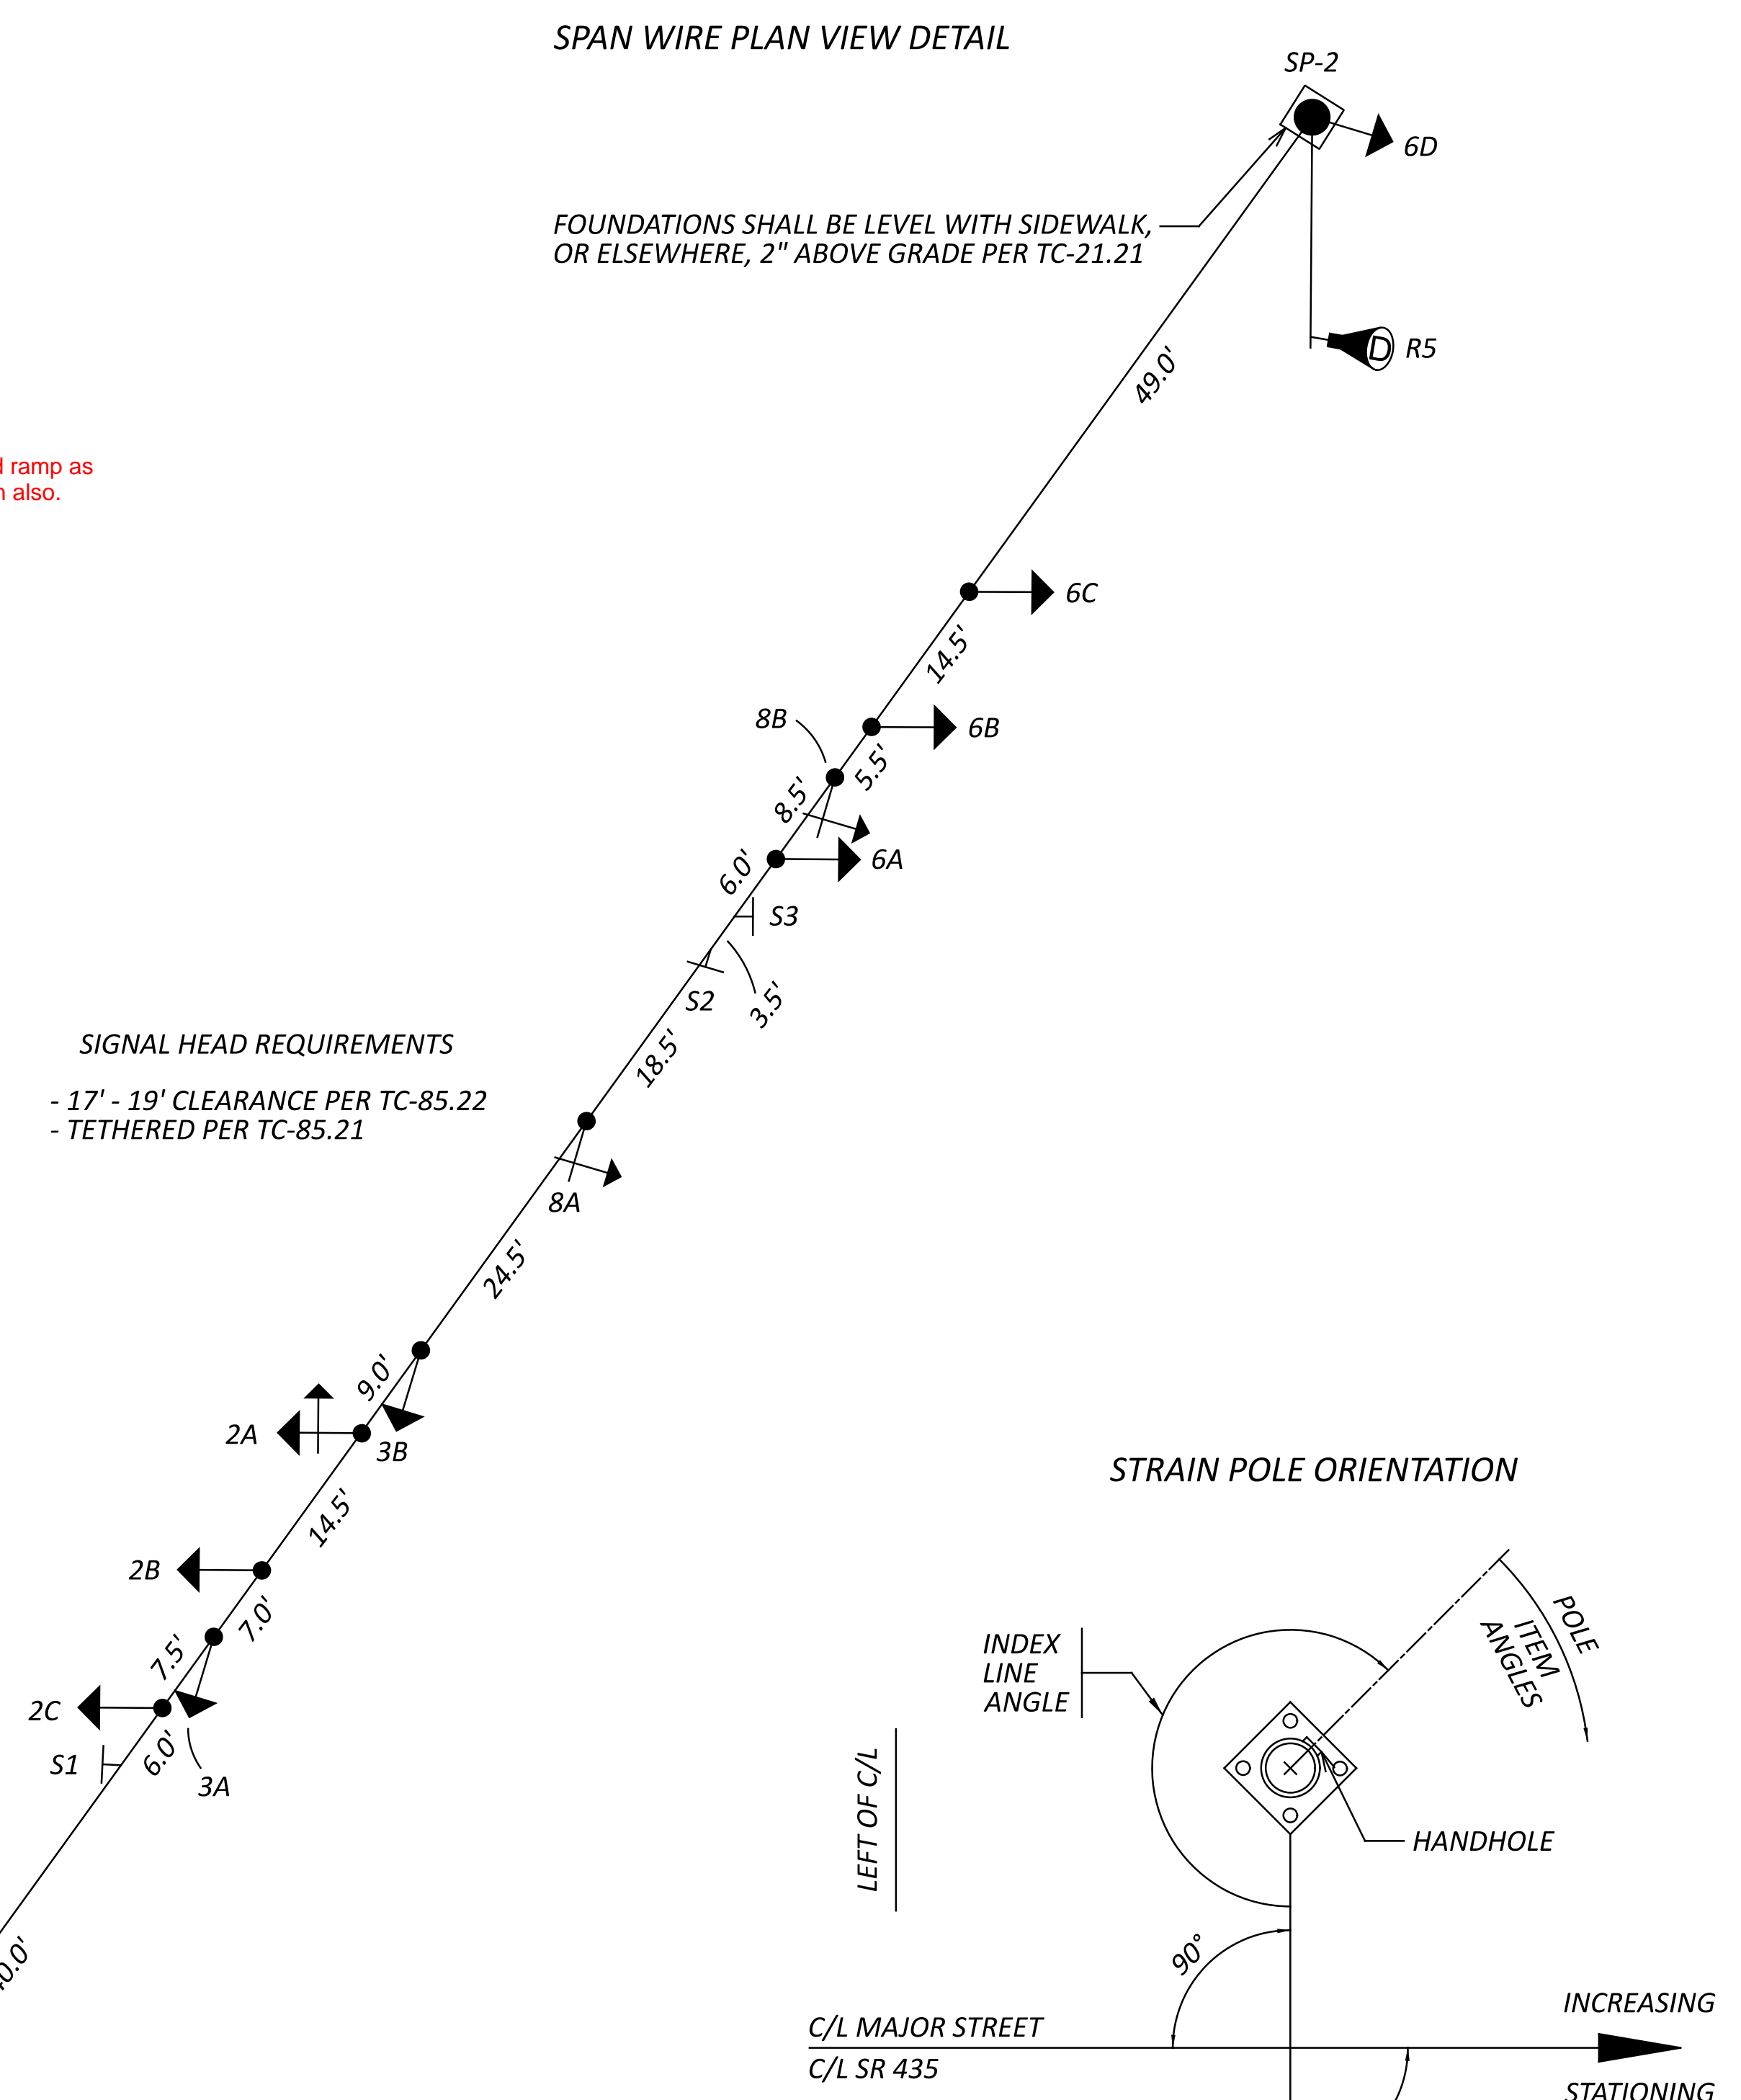 SPAN WIRE PLAN VIEW DETAIL
SP-2
6D
FOUNDATIONS SHALL BE LEVEL WITH SIDEWALK,
OR ELSEWHERE, 2" ABOVE GRADE PER TC-21.21
R5
D
49.0'
ramp as
also.
6C
14.5'
8B
6B
5.5'
8.5'
6A
6.0'
S3
S2
3.5'
18.5'
SIGNAL HEAD REQUIREMENTS
- 17' - 19' CLEARANCE PER TC-85.22
- TETHERED PER TC-85.21
8A
24.5'
9.0'
2A
3B
14.5'
2B
7.0'
7.5'
2C
S1
6.0'
3A
STRAIN POLE ORIENTATION
POLE
ITEM
ANGLES
INDEX
LINE
ANGLE
LEFT OF C/L
HANDHOLE
90°
INCREASING
C/L MAJOR STREET
C/L SR 435
STATIONING